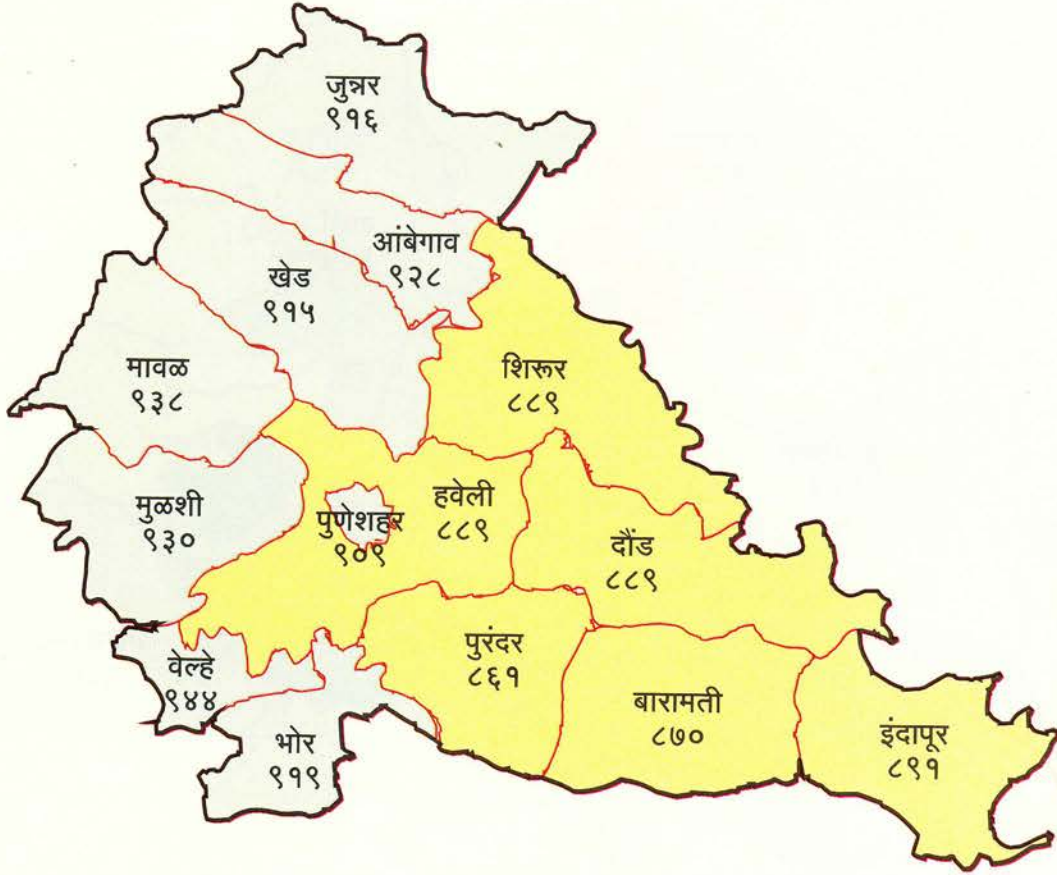 जुन्नर
९१६
आंबेगाव
९२८
खेड
९१५
मावळ
९३८
शिरूर
८८९
मुळशी
९३०
पुणेशहर
९०९
हवेली
८८९
दौंड
८८९
वेल्हे
९४४
पुरंदर
८६१
बारामती
८७०
भोर
९१९
इंदापूर
८९१